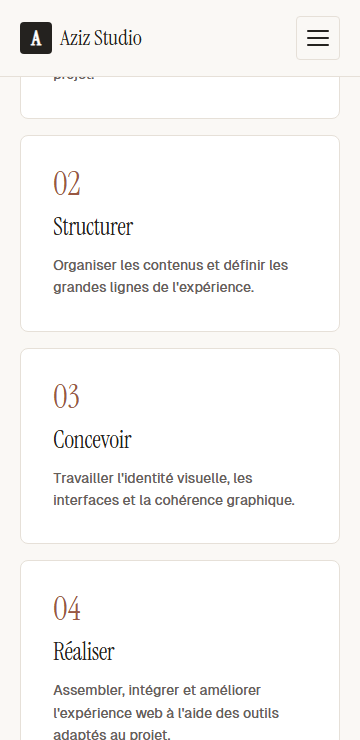 A Aziz Studio
projet.
02
Structurer
Organiser les contenus et définir les
grandes lignes de l'expérience.
03
Concevoir
Travailler l'identité visuelle, les
interfaces et la cohérence graphique.
04
Réaliser
Assembler, intégrer et améliorer
l'expérience web à l'aide des outils
adaptés au projet.